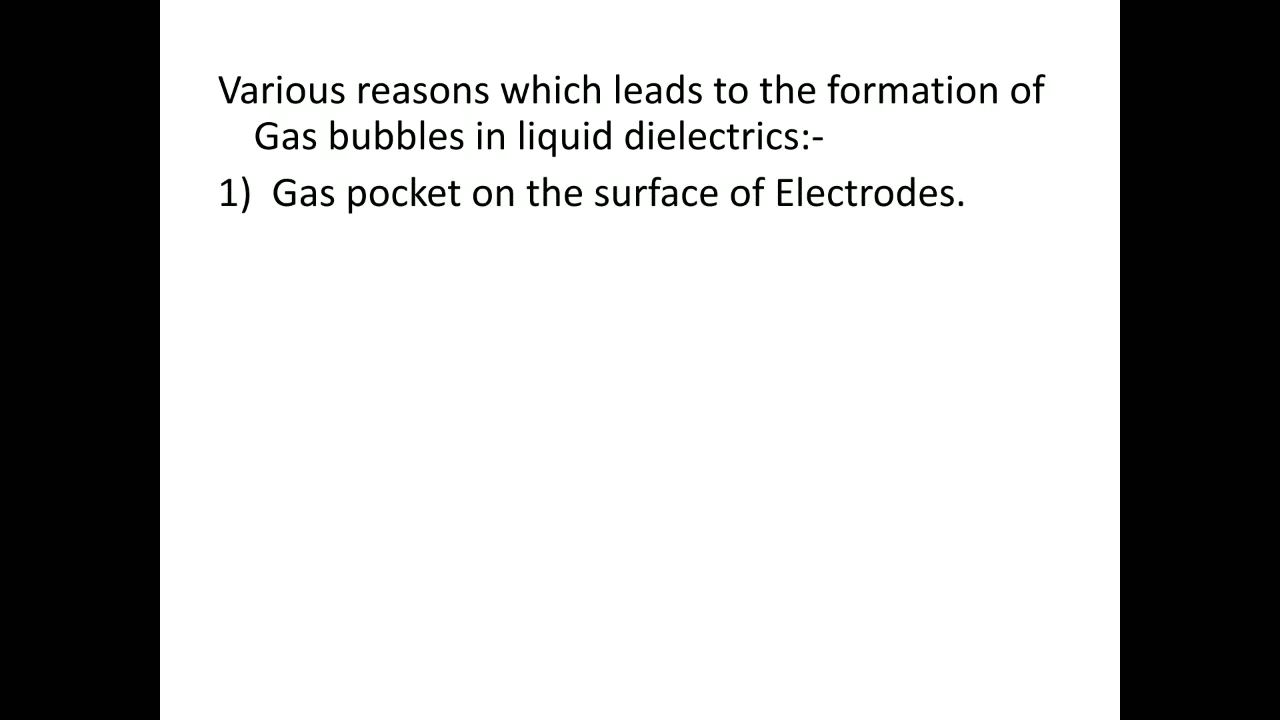 Various reasons which leads to the formation of
Gas bubbles in liquid dielectrics:-
1) Gas pocket on the surface of Electrodes.